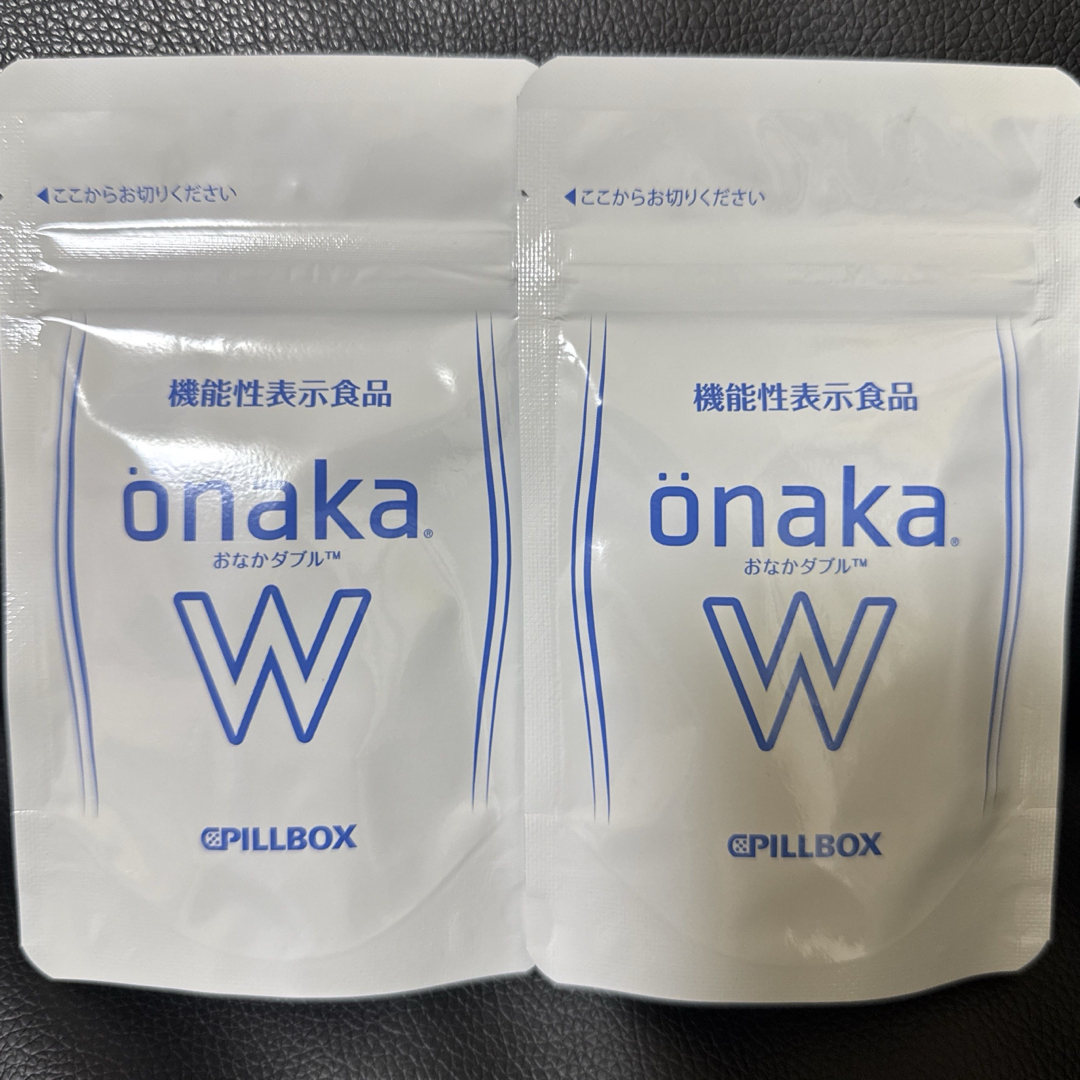 ◀ここからお切りください
機能性表示食品
önaka®
おなかダブル™
W
PILLBOX
◀ここからお切りください
機能性表示食品
önaka®
おなかダブル™
W
PILLBOX